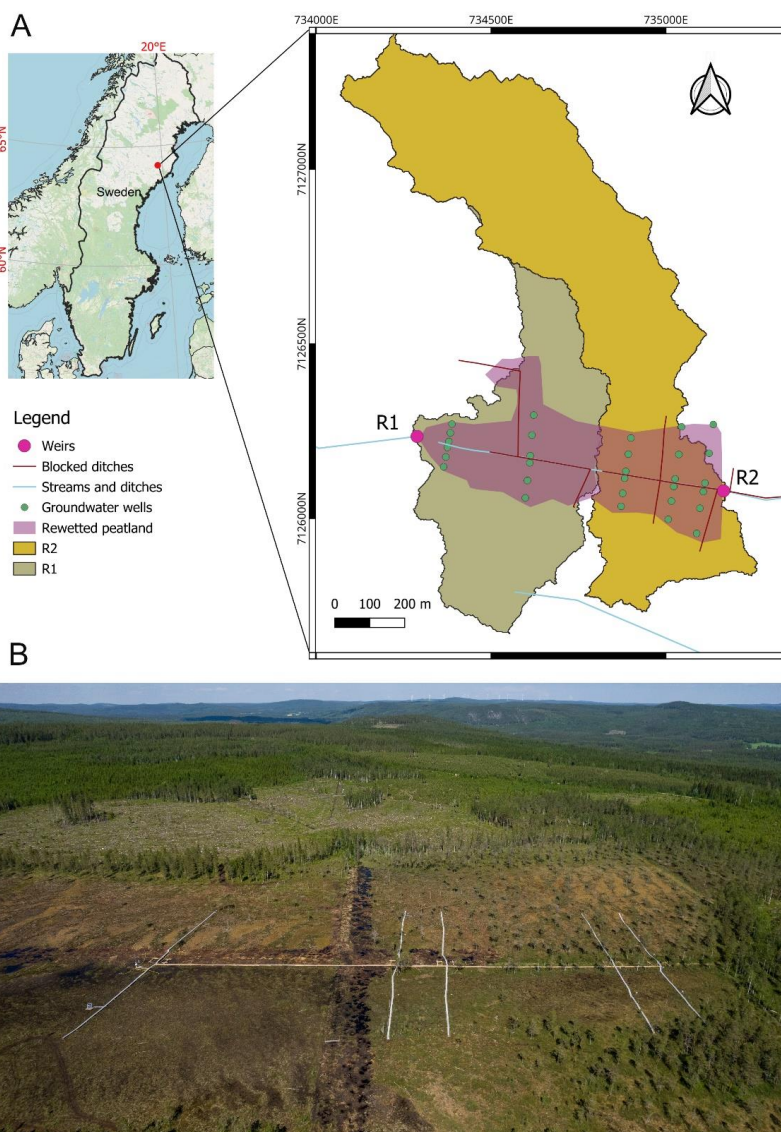 A
20°E
65°N
Sweden
60°N
734000E
734500E
735000E
7127000N
7126500N
7126000N
R1
R2
0 100 200 m
Legend
Weirs
Blocked ditches
Streams and ditches
Groundwater wells
Rewetted peatland
R2
R1
B